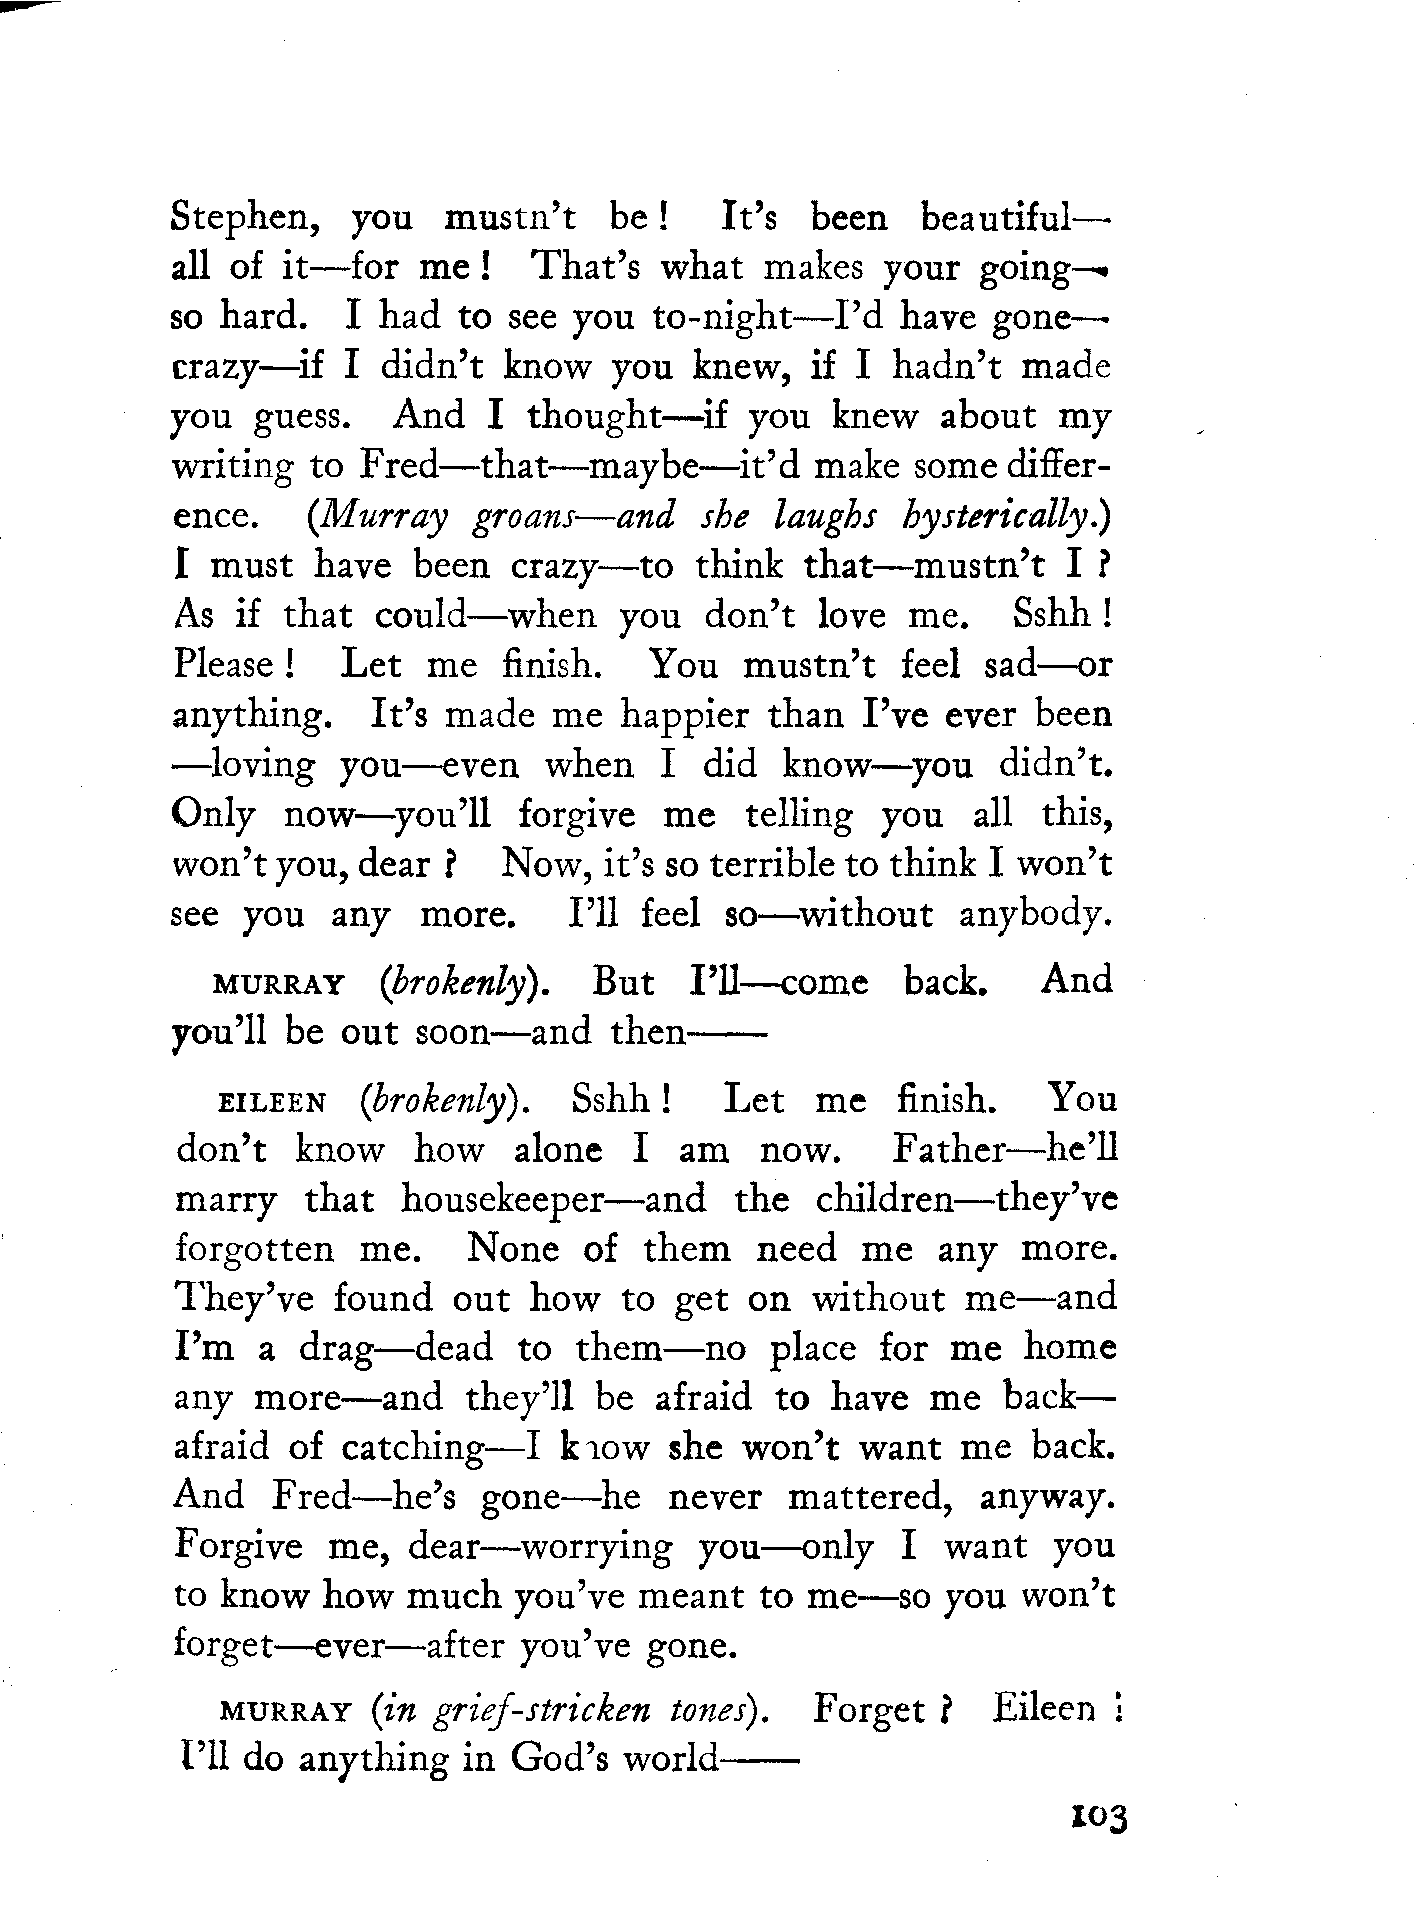 Stephen, you mustn't be! It's been beautiful—
all of it—for me! That's what makes your going—
so hard. I had to see you to-night—I'd have gone—
crazy—if I didn't know you knew, if I hadn't made
you guess. And I thought—if you knew about my
writing to Fred—that—maybe—it'd make some differ-
ence. (Murray groans—and she laughs hysterically.)
I must have been crazy—to think that—mustn't I?
As if that could—when you don't love me. Sshh!
Please! Let me finish. You mustn't feel sad—or
anything. It's made me happier than I've ever been
—loving you—even when I did know—you didn't.
Only now—you'll forgive me telling you all this,
won't you, dear? Now, it's so terrible to think I won't
see you any more. I'll feel so—without anybody.
MURRAY (brokenly). But I'll—come back. And
you'll be out soon—and then——
EILEEN (brokenly). Sshh! Let me finish. You
don't know how alone I am now. Father—he'll
marry that housekeeper—and the children—they've
forgotten me. None of them need me any more.
They've found out how to get on without me—and
I'm a drag—dead to them—no place for me home
any more—and they'll be afraid to have me back—
afraid of catching—I know she won't want me back.
And Fred—he's gone—he never mattered, anyway.
Forgive me, dear—worrying you—only I want you
to know how much you've meant to me—so you won't
forget—ever—after you've gone.
MURRAY (in grief-stricken tones). Forget? Eileen!
I'll do anything in God's world——
103